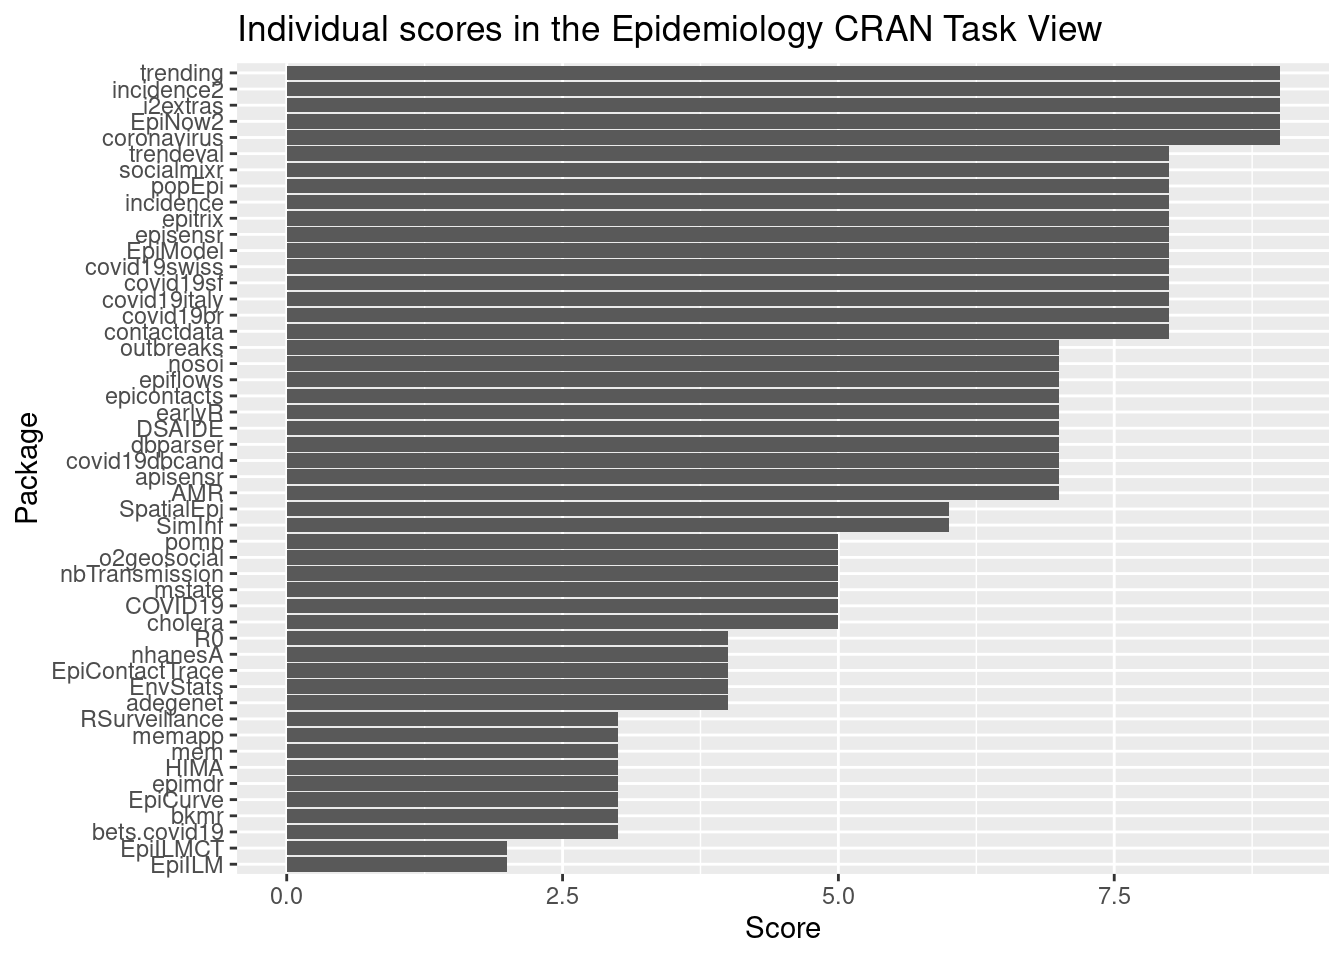 Individual scores in the Epidemiology CRAN Task View
trending
incidence2
i2extras
EpiNow2
coronavirus
trendeval
socialmixr
popEpi
incidence
epitrix
episensr
EpiModel
covid19swiss
covid19sf
covid19italy
covid19br
contactdata
outbreaks
nosoi
epiflows
epicontacts
earlyR
DSAIDE
dbparser
covid19dbcand
apisensr
AMR
SpatialEpi
SimInf
pomp
o2geosocial
nbTransmission
mstate
COVID19
cholera
R0
nhanesA
EpiContactTrace
EnvStats
adegenet
RSurveillance
memapp
mem
HIMA
epimdr
EpiCurve
bkmr
bets.covid19
EpiILMCT
EpiILM
Package
0.0 2.5 5.0 7.5
Score